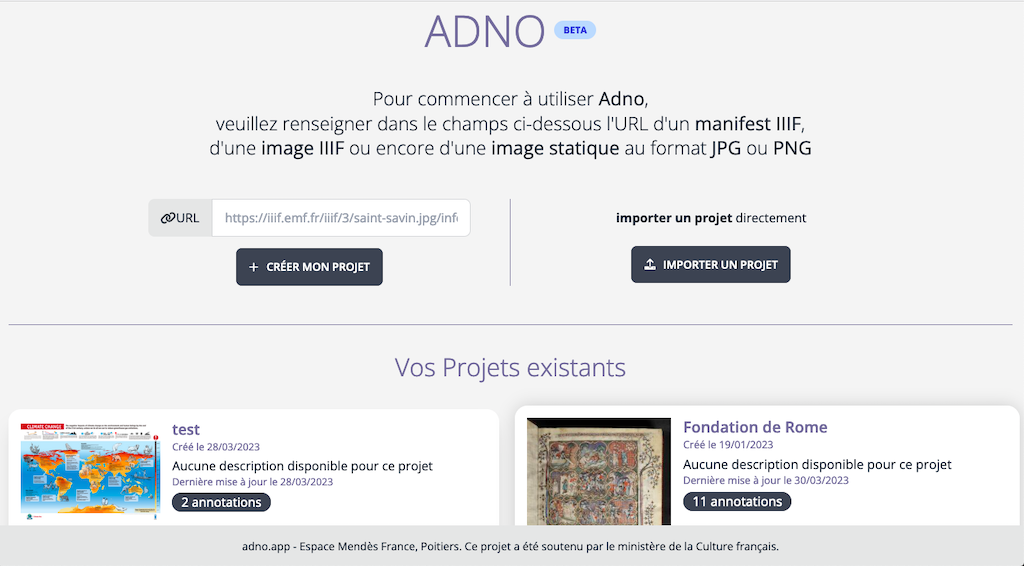 ADNO BETA
Pour commencer à utiliser Adno,
veuillez renseigner dans le champs ci-dessous l'URL d'un manifest IIIF,
d'une image IIIF ou encore d'une image statique au format JPG ou PNG
URL https://iiif.emf.fr/iiif/3/saint-savin.jpg/info
+ CRÉER MON PROJET
importer un projet directement
IMPORTER UN PROJET
Vos Projets existants
CLIMATE CHANGE
test
Créé le 28/03/2023
Aucune description disponible pour ce projet
Dernière mise à jour le 28/03/2023
2 annotations
Fondation de Rome
Créé le 19/01/2023
Aucune description disponible pour ce projet
Dernière mise à jour le 30/03/2023
11 annotations
adno.app - Espace Mendès France, Poitiers. Ce projet a été soutenu par le ministère de la Culture français.